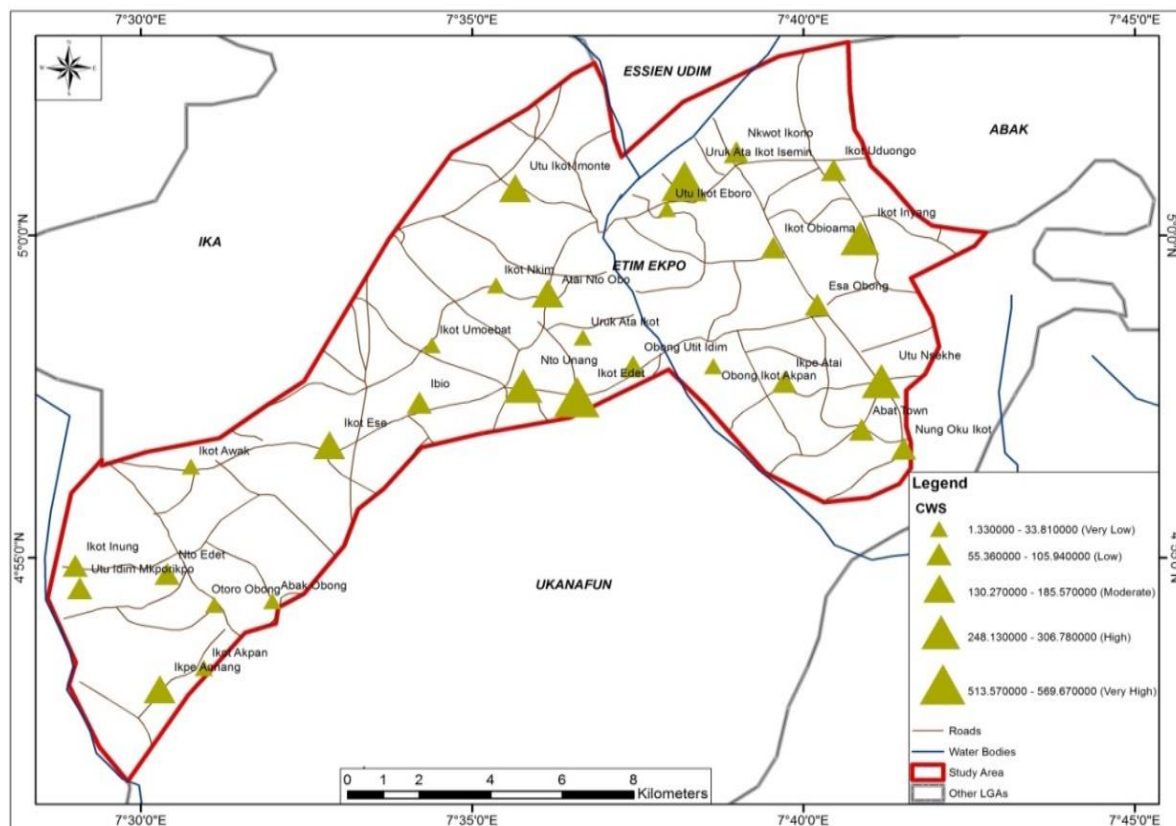 7°30'0"E
7°35'0"E
7°40'0"E
7°45'0"E
N
W
E
S
ESSIEN UDIM
ABAK
Nkwot Ikono
Uruk Ata Ikot Isemin
Ikot Uduongo
Utu Ikot Imonte
Utu Ikot Eboro
Ikot Inyang
5°0'0"N
IKA
Ikot Obioama
5°0'0"N
ETIM EKPO
Ikot Nkim
Atai Nto Obo
Esa Obong
Ikot Umoebat
Uruk Ata Ikot
Obong Utit Idim
Nto Unang
Ikpe Atai
Utu Nsekhe
Ikot Edet
Obong Ikot Akpan
Ibio
Abat Town
Ikot Ese
Nung Oku Ikot
Ikot Awak
4°55'0"N
Ikot Inung
Nto Edet
Utu Idim Mkporikpo
Otoro Obong
Abak Obong
UKANAFUN
Ikot Akpan
Ikpe Annang
Legend
CWS
1.330000 - 33.810000 (Very Low)
55.360000 - 105.940000 (Low)
130.270000 - 185.570000 (Moderate)
248.130000 - 306.780000 (High)
513.570000 - 569.670000 (Very High)
Roads
Water Bodies
Study Area
Other LGAs
0 1 2 4 6 8
Kilometers
7°30'0"E
7°35'0"E
7°40'0"E
7°45'0"E